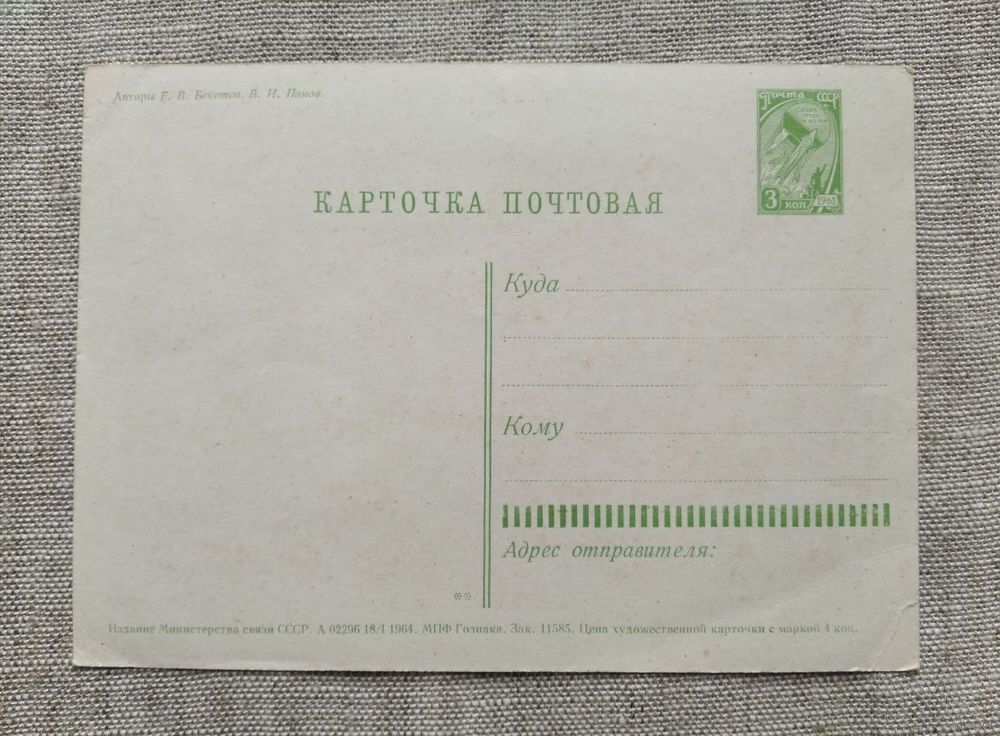 Авторы Е. В. Бекетов, В. И. Панов.
Почта СССР
3 коп
1961
КАРТОЧКА ПОЧТОВАЯ
Куда
Кому
Адрес отправителя:
Издание Министерства связи СССР. А 02296 18/I 1964. МПФ Гознака. Зак. 11585. Цена художественной карточки с маркой 4 коп.